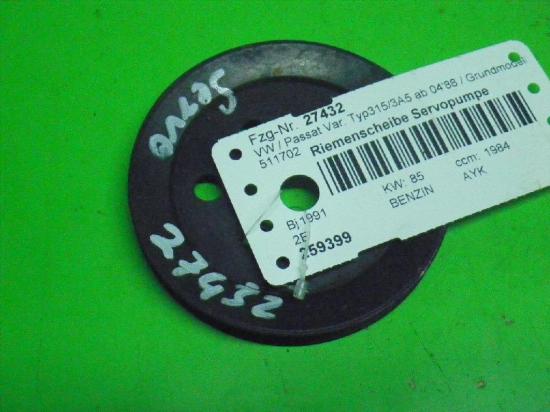 Servo
27432
Fzg-Nr. 27432
VW / Passat Var. Typ315/3A5 ab 04'88 / Grundmodell
511702 Riemenscheibe Servopumpe
Bj 1991 KW: 85 ccm: 1984
2E BENZIN AYK
259399